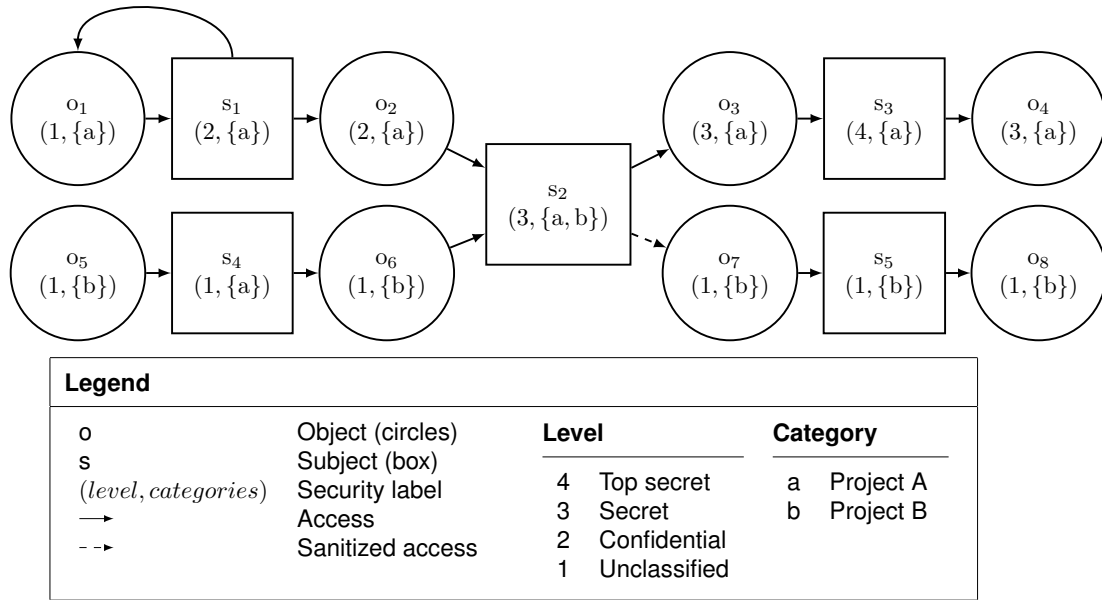 o₁
(1, {a})
s₁
(2, {a})
o₂
(2, {a})
s₂
(3, {a, b})
o₃
(3, {a})
s₃
(4, {a})
o₄
(3, {a})
o₅
(1, {b})
s₄
(1, {a})
o₆
(1, {b})
o₇
(1, {b})
s₅
(1, {b})
o₈
(1, {b})
Legend
o Object (circles)
s Subject (box)
(level, categories) Security label
Access
Sanitized access
Level
4 Top secret
3 Secret
2 Confidential
1 Unclassified
Category
a Project A
b Project B